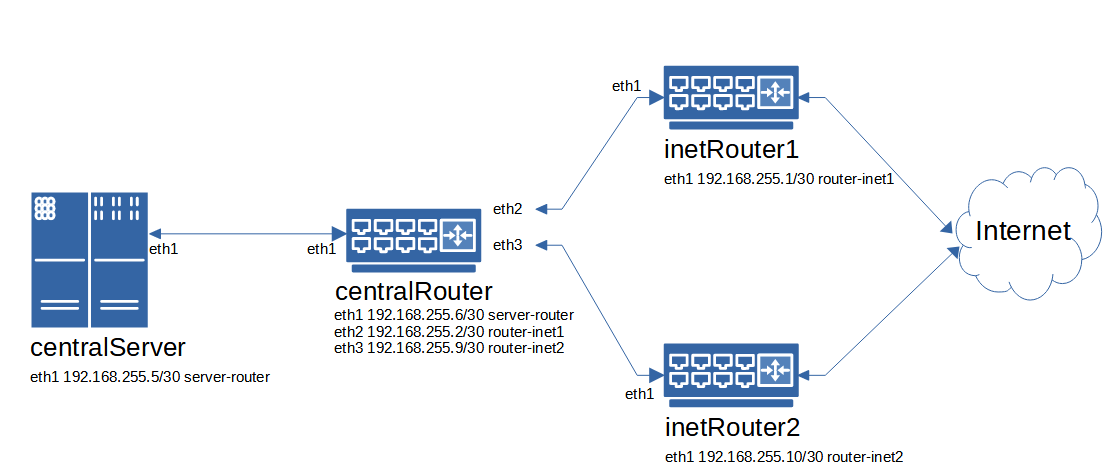 eth1
inetRouter1
eth1 192.168.255.1/30 router-inet1
eth2
eth1
eth1
eth3
Internet
centralRouter
eth1 192.168.255.6/30 server-router
eth2 192.168.255.2/30 router-inet1
eth3 192.168.255.9/30 router-inet2
centralServer
eth1 192.168.255.5/30 server-router
eth1
inetRouter2
eth1 192.168.255.10/30 router-inet2